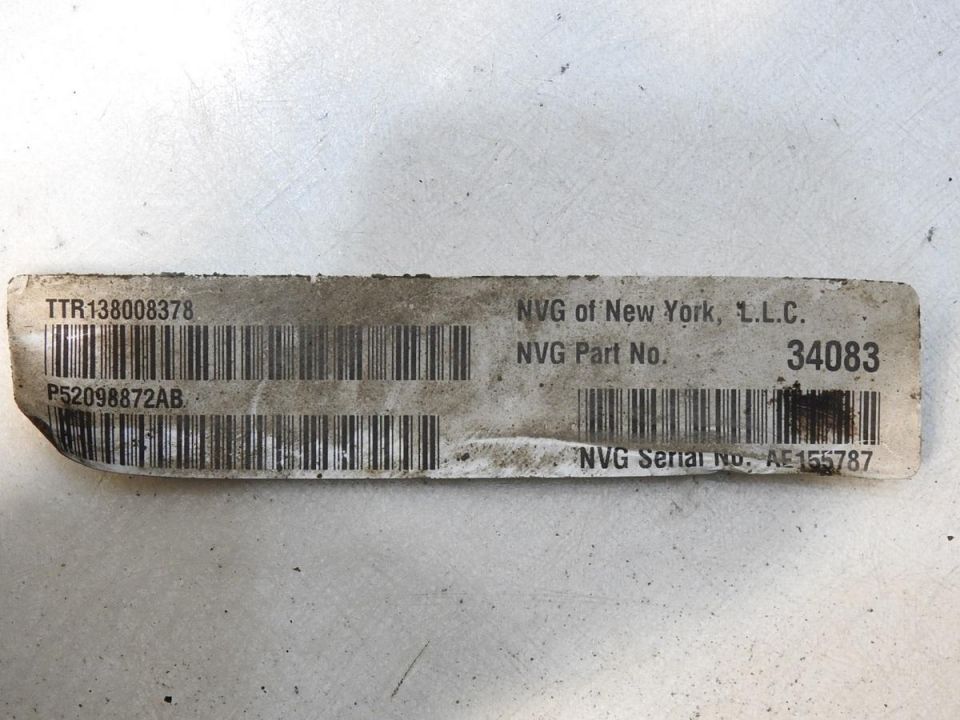 TTR138008378
P52098872AB
NVG of New York, L.L.C.
NVG Part No. 34083
NVG Serial No. AE155787